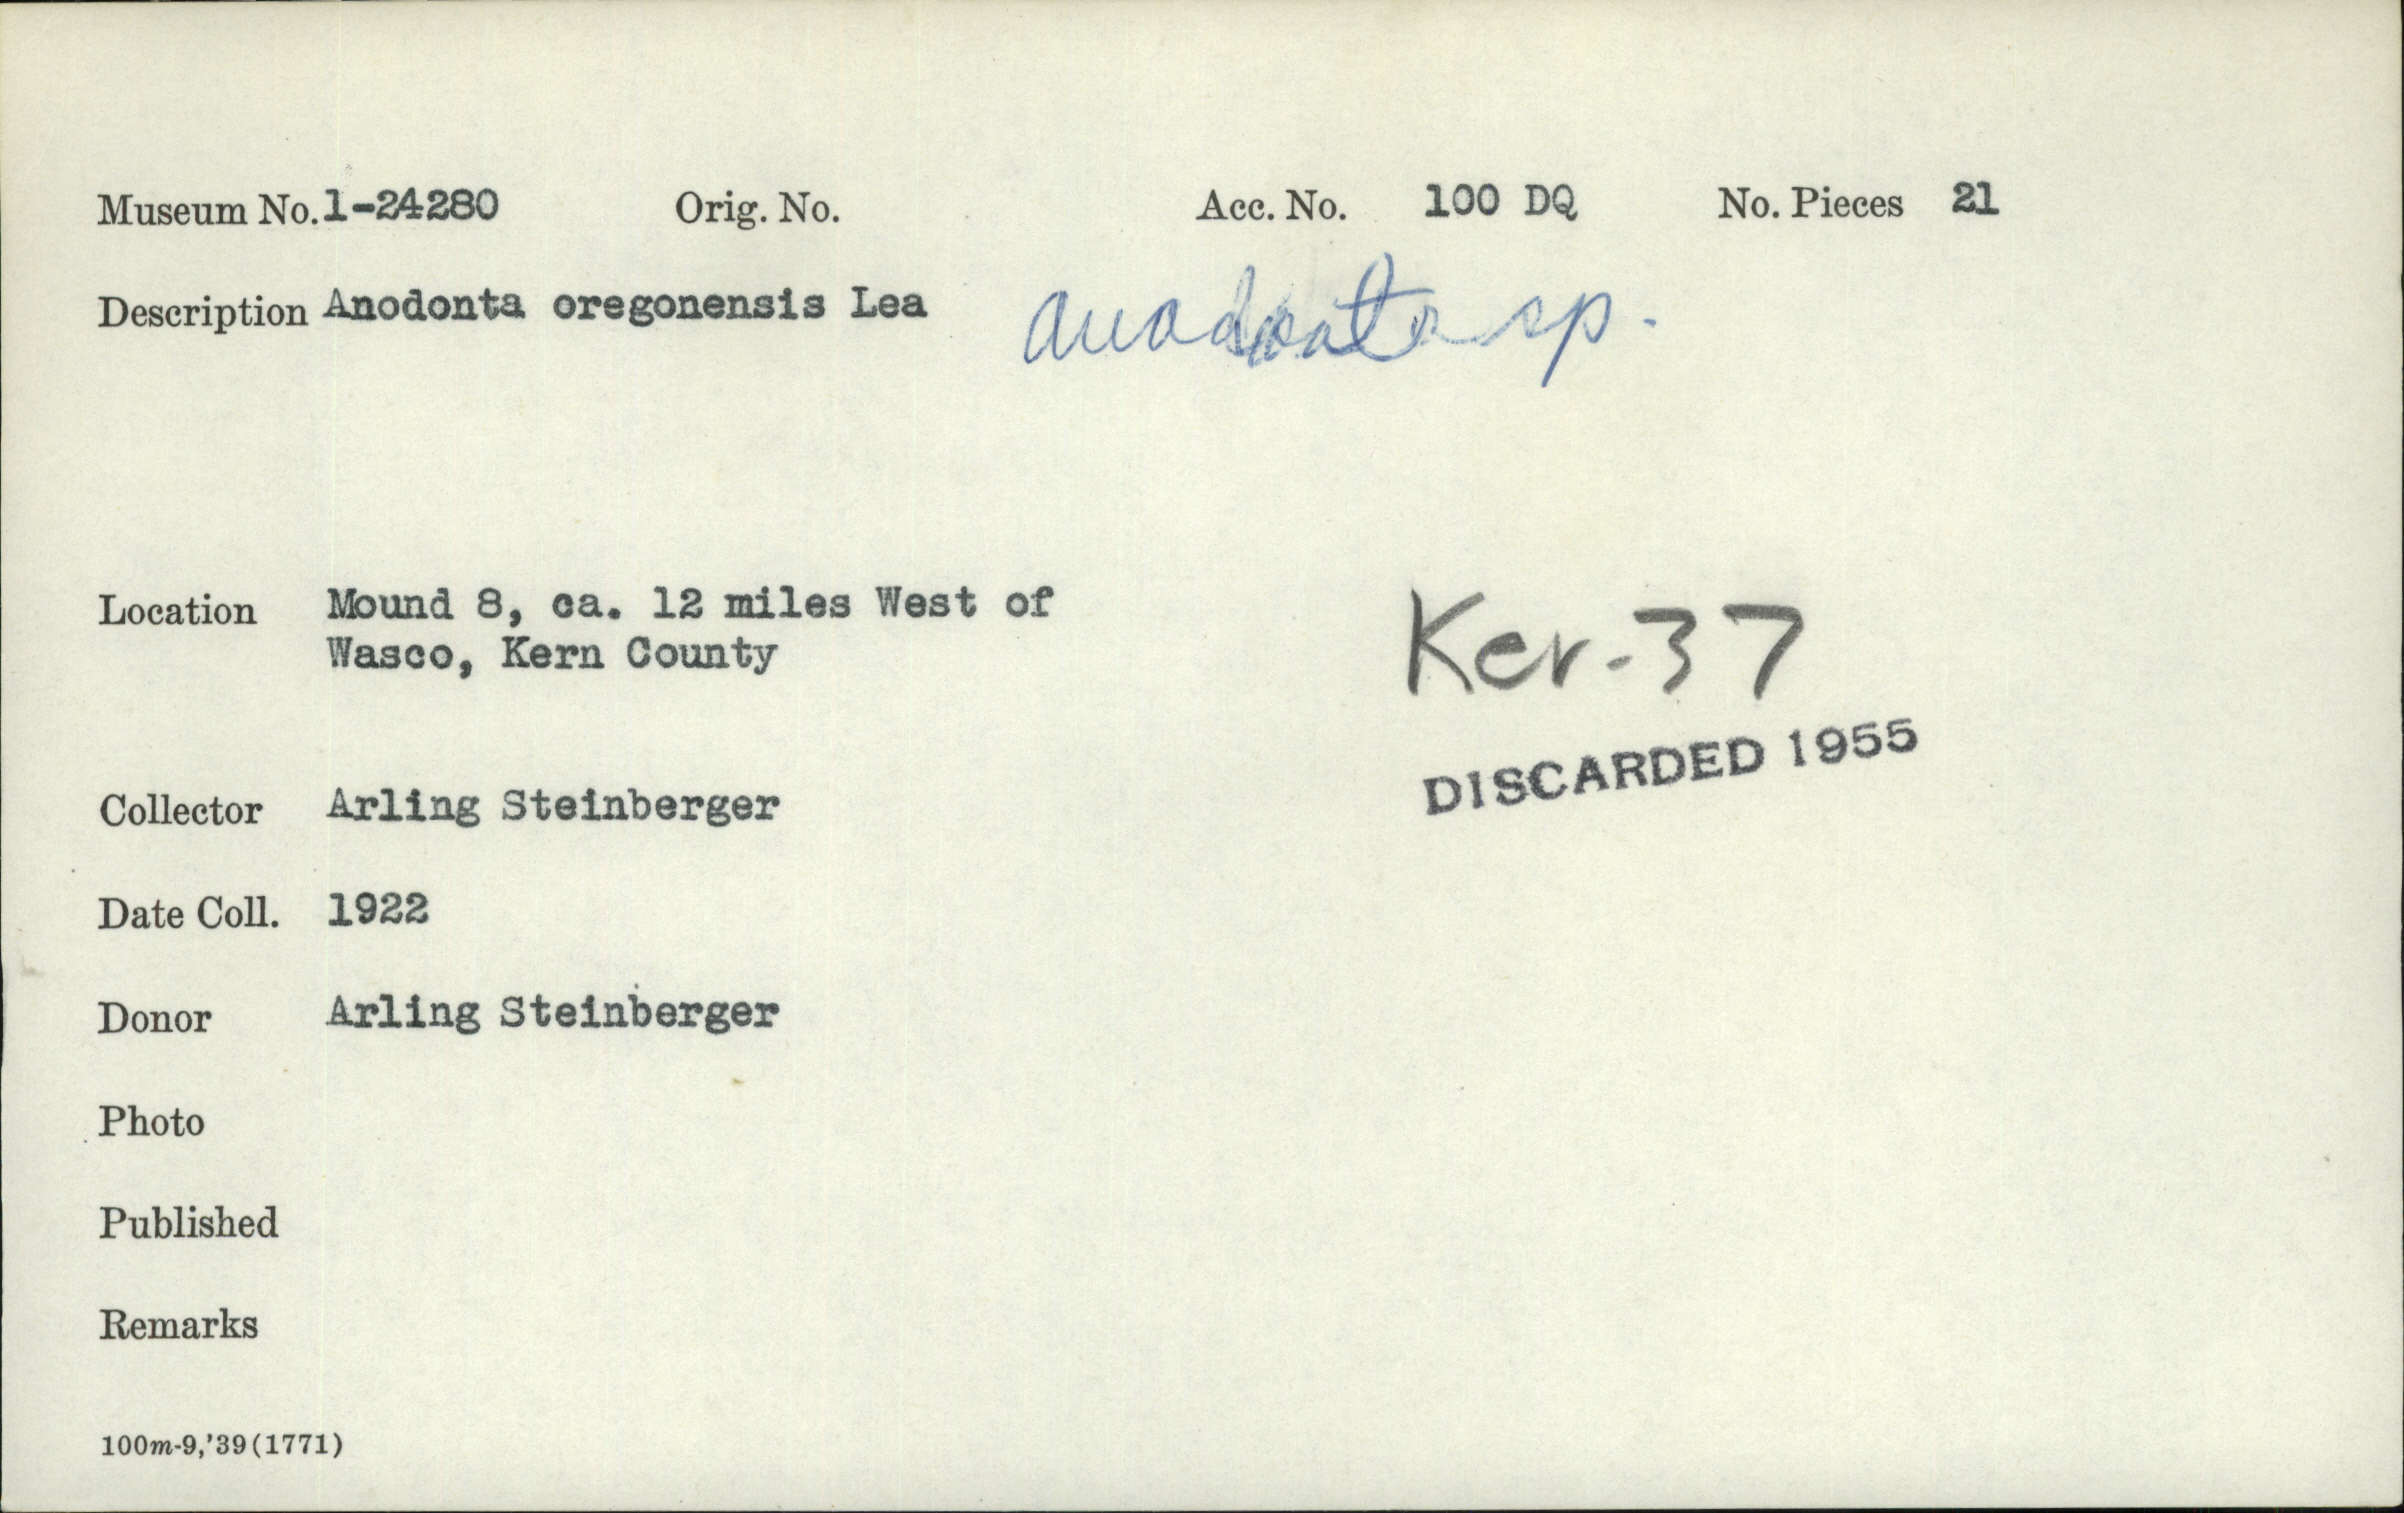 Museum No. 1-24280 Orig. No. Acc. No. 100 DQ No. Pieces 21
Description Anodonta oregonensis Lea Anodonta sp.
Location Mound 8, ca. 12 miles West of
Wasco, Kern County
Ker-37
DISCARDED 1955
Collector Arling Steinberger
Date Coll. 1922
Donor Arling Steinberger
Photo
Published
Remarks
100m-9,'39(1771)